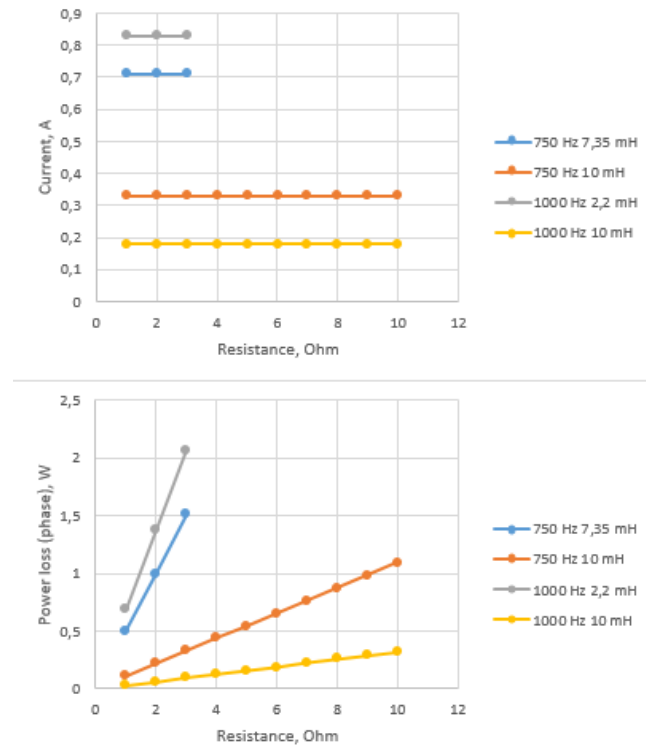 0,9
0,8
0,7
0,6
0,5
0,4
0,3
0,2
0,1
0
Current, A
0 2 4 6 8 10 12
Resistance, Ohm
750 Hz 7,35 mH
750 Hz 10 mH
1000 Hz 2,2 mH
1000 Hz 10 mH
2,5
2
1,5
1
0,5
0
Power loss (phase), W
0 2 4 6 8 10 12
Resistance, Ohm
750 Hz 7,35 mH
750 Hz 10 mH
1000 Hz 2,2 mH
1000 Hz 10 mH